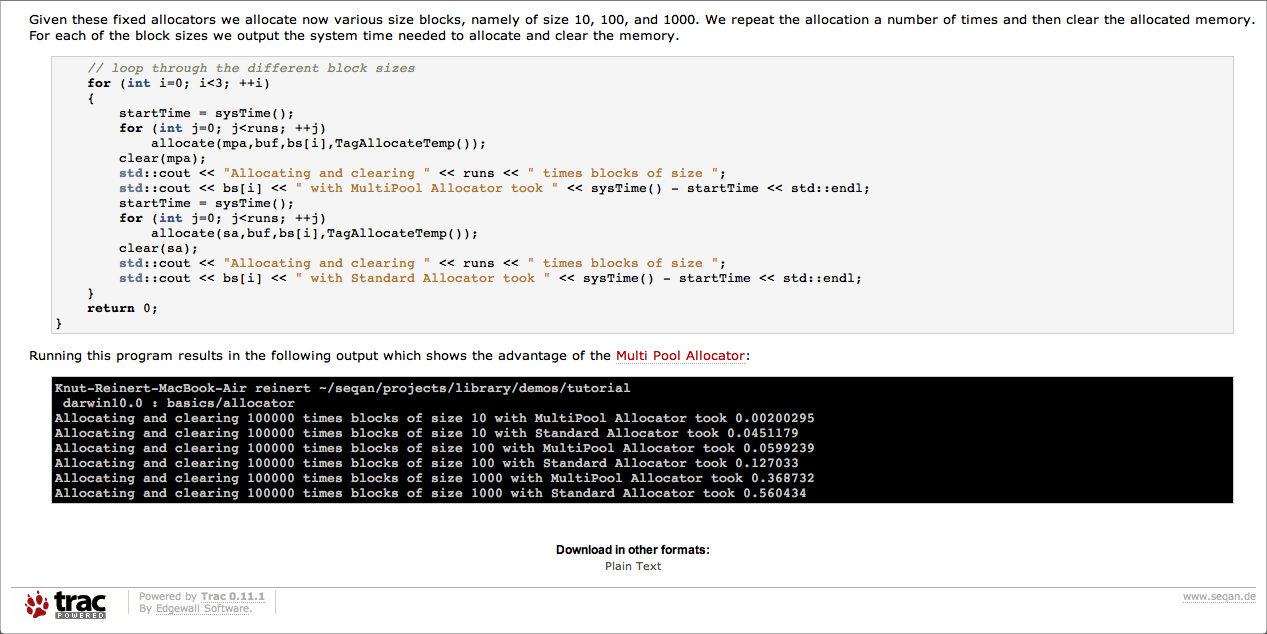 Given these fixed allocators we allocate now various size blocks, namely of size 10, 100, and 1000. We repeat the allocation a number of times and then clear the allocated memory.
For each of the block sizes we output the system time needed to allocate and clear the memory.
// loop through the different block sizes
for (int i=0; i<3; ++i)
{
startTime = sysTime();
for (int j=0; j<runs; ++j)
allocate(mpa,buf,bs[i],TagAllocateTemp());
clear(mpa);
std::cout << "Allocating and clearing " << runs << " times blocks of size ";
std::cout << bs[i] << " with MultiPool Allocator took " << sysTime() - startTime << std::endl;
startTime = sysTime();
for (int j=0; j<runs; ++j)
allocate(sa,buf,bs[i],TagAllocateTemp());
clear(sa);
std::cout << "Allocating and clearing " << runs << " times blocks of size ";
std::cout << bs[i] << " with Standard Allocator took " << sysTime() - startTime << std::endl;
}
return 0;
}
Running this program results in the following output which shows the advantage of the Multi Pool Allocator:
Knut-Reinert-MacBook-Air reinert ~/seqan/projects/library/demos/tutorial
darwin10.0 : basics/allocator
Allocating and clearing 100000 times blocks of size 10 with MultiPool Allocator took 0.00200295
Allocating and clearing 100000 times blocks of size 10 with Standard Allocator took 0.0451179
Allocating and clearing 100000 times blocks of size 100 with MultiPool Allocator took 0.0599239
Allocating and clearing 100000 times blocks of size 100 with Standard Allocator took 0.127033
Allocating and clearing 100000 times blocks of size 1000 with MultiPool Allocator took 0.368732
Allocating and clearing 100000 times blocks of size 1000 with Standard Allocator took 0.560434
Download in other formats:
Plain Text
trac
POWERED
Powered by Trac 0.11.1
By Edgewall Software.
www.seqan.de